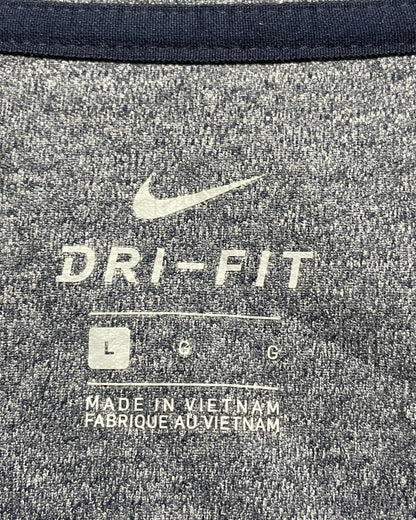 DRI-FIT
L G G
MADE IN VIETNAM
FABRIQUE AU VIETNAM